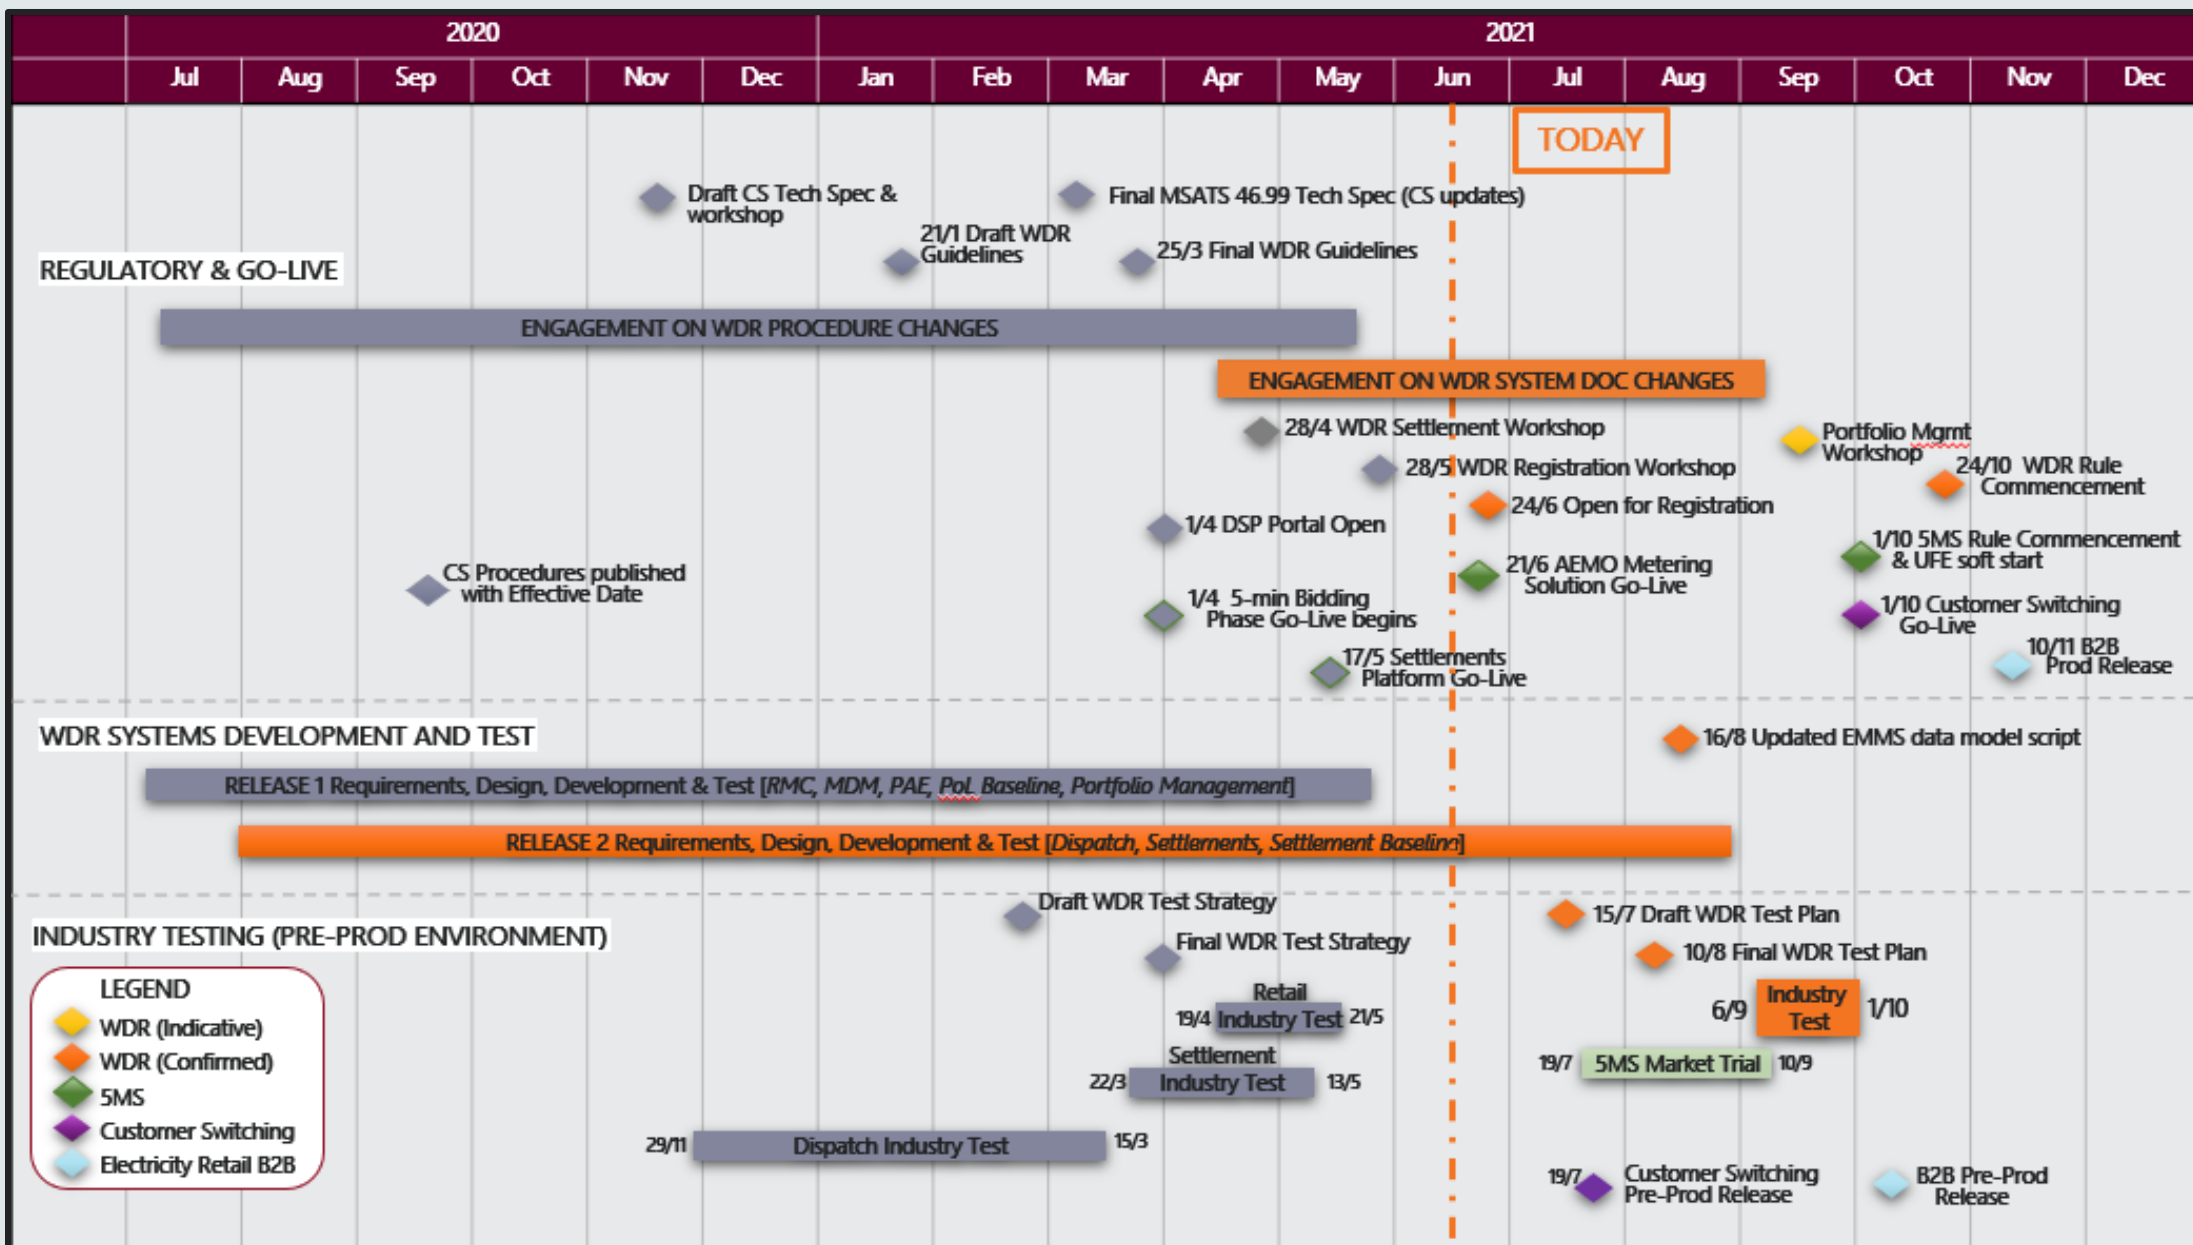 2020
2021
Jul Aug Sep Oct Nov Dec Jan Feb Mar Apr May Jun Jul Aug Sep Oct Nov Dec
TODAY
Draft CS Tech Spec &
workshop
Final MSATS 46.99 Tech Spec (CS updates)
21/1 Draft WDR
Guidelines
25/3 Final WDR Guidelines
REGULATORY & GO-LIVE
ENGAGEMENT ON WDR PROCEDURE CHANGES
ENGAGEMENT ON WDR SYSTEM DOC CHANGES
28/4 WDR Settlement Workshop
Portfolio Mgmt
Workshop
28/5 WDR Registration Workshop
24/10 WDR Rule
Commencement
24/6 Open for Registration
1/4 DSP Portal Open
1/10 5MS Rule Commencement
& UFE soft start
CS Procedures published
with Effective Date
21/6 AEMO Metering
Solution Go-Live
1/4 5-min Bidding
Phase Go-Live begins
1/10 Customer Switching
Go-Live
17/5 Settlements
Platform Go-Live
10/11 B2B
Prod Release
WDR SYSTEMS DEVELOPMENT AND TEST
16/8 Updated EMMS data model script
RELEASE 1 Requirements, Design, Development & Test [RMC, MDM, PAE, PoL Baseline, Portfolio Management]
RELEASE 2 Requirements, Design, Development & Test [Dispatch, Settlements, Settlement Baseline]
INDUSTRY TESTING (PRE-PROD ENVIRONMENT)
Draft WDR Test Strategy
15/7 Draft WDR Test Plan
Final WDR Test Strategy
10/8 Final WDR Test Plan
Retail
19/4 Industry Test 21/5
6/9 Industry
Test 1/10
Settlement
22/3 Industry Test 13/5
19/7 5MS Market Trial 10/9
29/11 Dispatch Industry Test 15/3
19/7 Customer Switching
Pre-Prod Release
B2B Pre-Prod
Release
LEGEND
WDR (Indicative)
WDR (Confirmed)
5MS
Customer Switching
Electricity Retail B2B